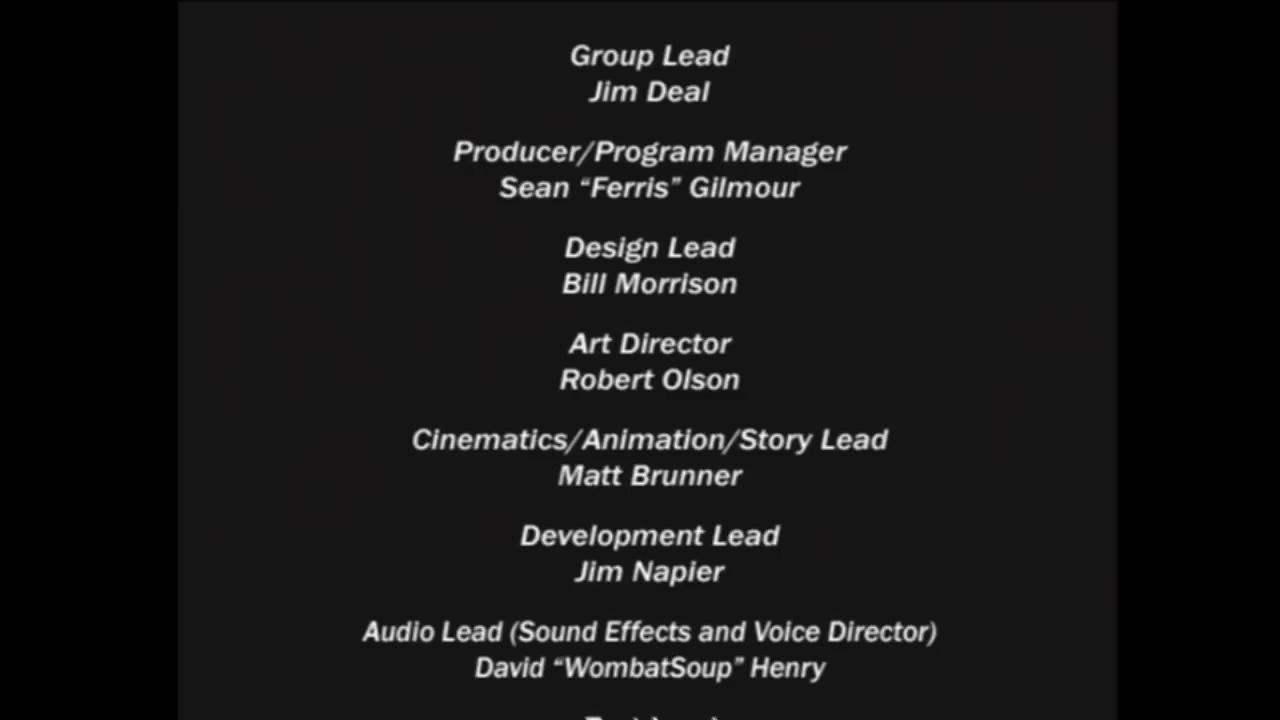 Group Lead
Jim Deal
Producer/Program Manager
Sean “Ferris” Gilmour
Design Lead
Bill Morrison
Art Director
Robert Olson
Cinematics/Animation/Story Lead
Matt Brunner
Development Lead
Jim Napier
Audio Lead (Sound Effects and Voice Director)
David “WombatSoup” Henry